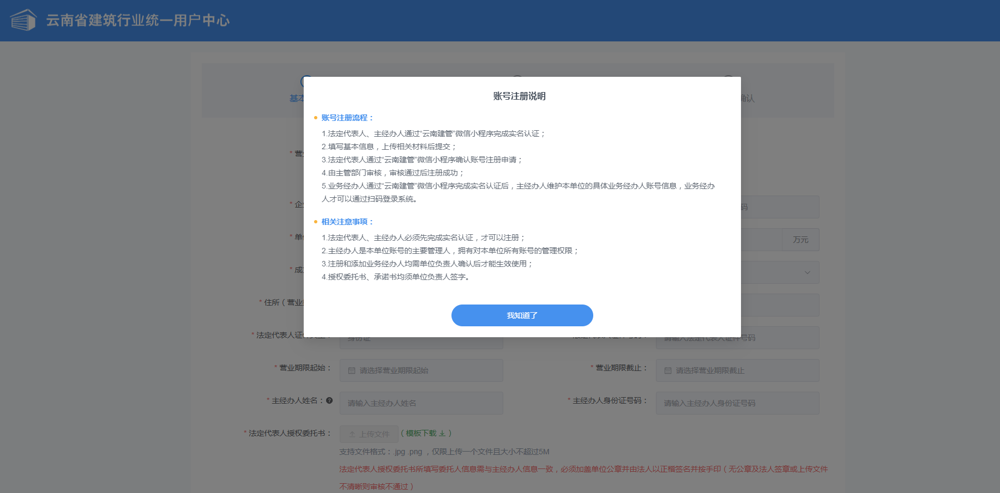 云南省建筑行业统一用户中心
基本
确认
账号注册说明
账号注册流程：
1.法定代表人、主经办人通过“云南建管”微信小程序完成实名认证；
2.填写基本信息，上传相关材料后提交；
3.法定代表人通过“云南建管”微信小程序确认账号注册申请；
4.由主管部门审核，审核通过后注册成功；
5.业务经办人通过“云南建管”微信小程序完成实名认证后，主经办人维护本单位的具体业务经办人账号信息，业务经办
人才可以通过扫码登录系统。
相关注意事项：
1.法定代表人、主经办人必须先完成实名认证，才可以注册；
2.主经办人是本单位账号的主要管理人，拥有对本单位所有账号的管理权限；
3.注册和添加业务经办人均需单位负责人确认后才能生效使用；
4.授权委托书、承诺书均须单位负责人签字。
我知道了
* 营业
* 企业
码
* 单位
万元
* 成立
* 住所（营业
* 法定代表人证件类型：
身份证
法定代表人证件号码：
请输入法定代表人证件号码
* 营业期限起始：
请选择营业期限起始
* 营业期限截止：
请选择营业期限截止
* 主经办人姓名：
请输入主经办人姓名
* 主经办人身份证号码：
请输入主经办人身份证号码
* 法定代表人授权委托书：
上传文件
（模板下载）
支持文件格式：.jpg .png ，仅限上传一个文件且大小不超过5M
法定代表人授权委托书所填写委托人信息需与主经办人信息一致，必须加盖单位公章并由法人以正楷签名并按手印（无公章及法人签章或上传文件
不清晰则审核不通过）